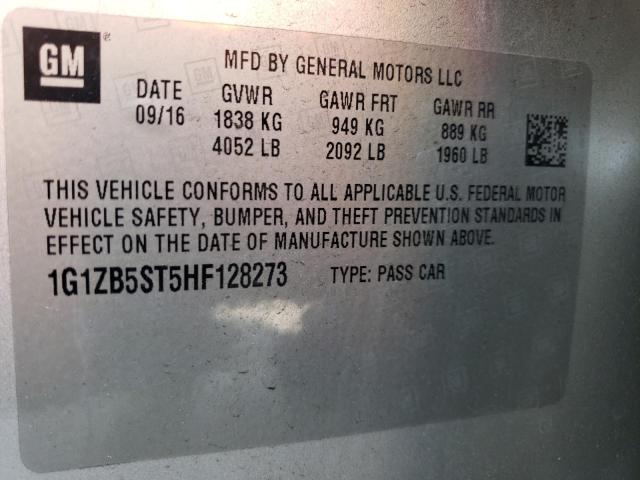 GM
MFD BY GENERAL MOTORS LLC
DATE GVWR GAWR FRT GAWR RR
09/16 1838 KG 949 KG 889 KG
4052 LB 2092 LB 1960 LB
THIS VEHICLE CONFORMS TO ALL APPLICABLE U.S. FEDERAL MOTOR
VEHICLE SAFETY, BUMPER, AND THEFT PREVENTION STANDARDS IN
EFFECT ON THE DATE OF MANUFACTURE SHOWN ABOVE.
1G1ZB5ST5HF128273 TYPE: PASS CAR